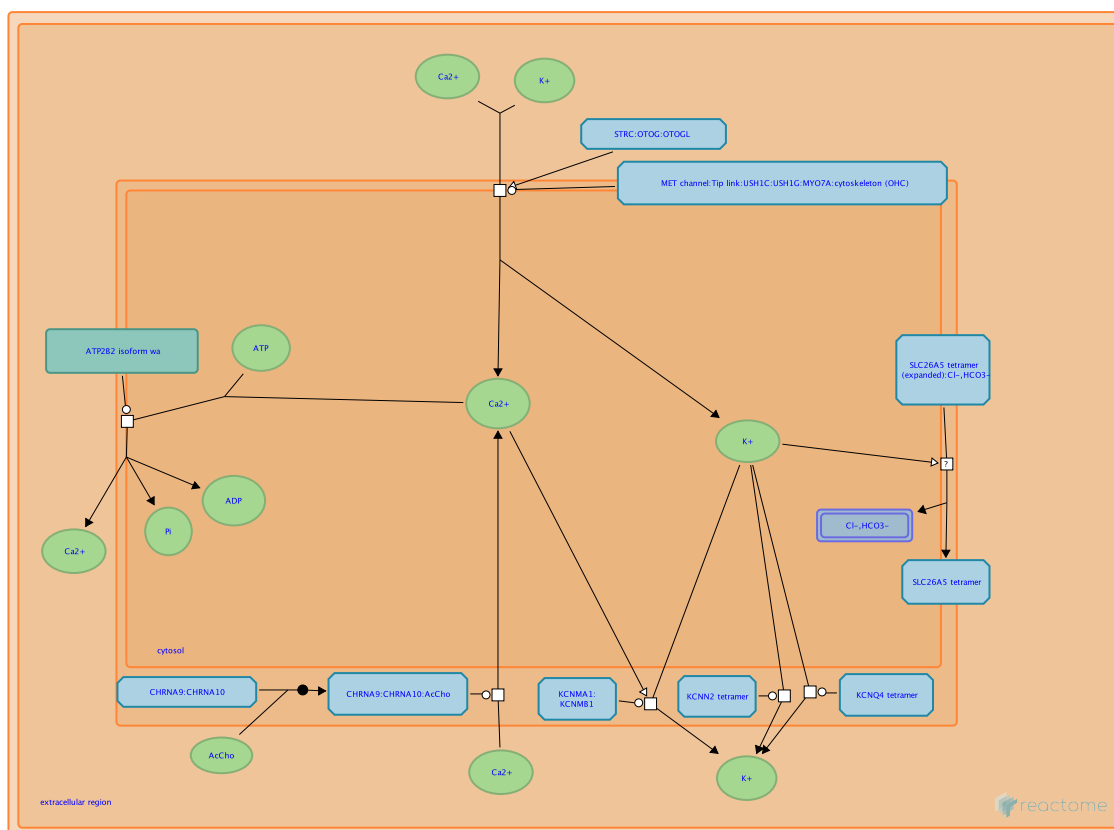 Ca2+
K+
STRC:OTOG:OTOGL
MET channel:Tip link:USH1C:USH1G:MYO7A:cytoskeleton (OHC)
ATP2B2 isoform wa
ATP
SLC26A5 tetramer
(expanded):Cl-,HCO3-
Ca2+
K+
?
ADP
Pi
Ca2+
Cl-,HCO3-
SLC26A5 tetramer
cytosol
CHRNA9:CHRNA10
CHRNA9:CHRNA10:AcCho
KCNMA1:
KCNMB1
KCNN2 tetramer
KCNQ4 tetramer
AcCho
Ca2+
K+
extracellular region
reactome